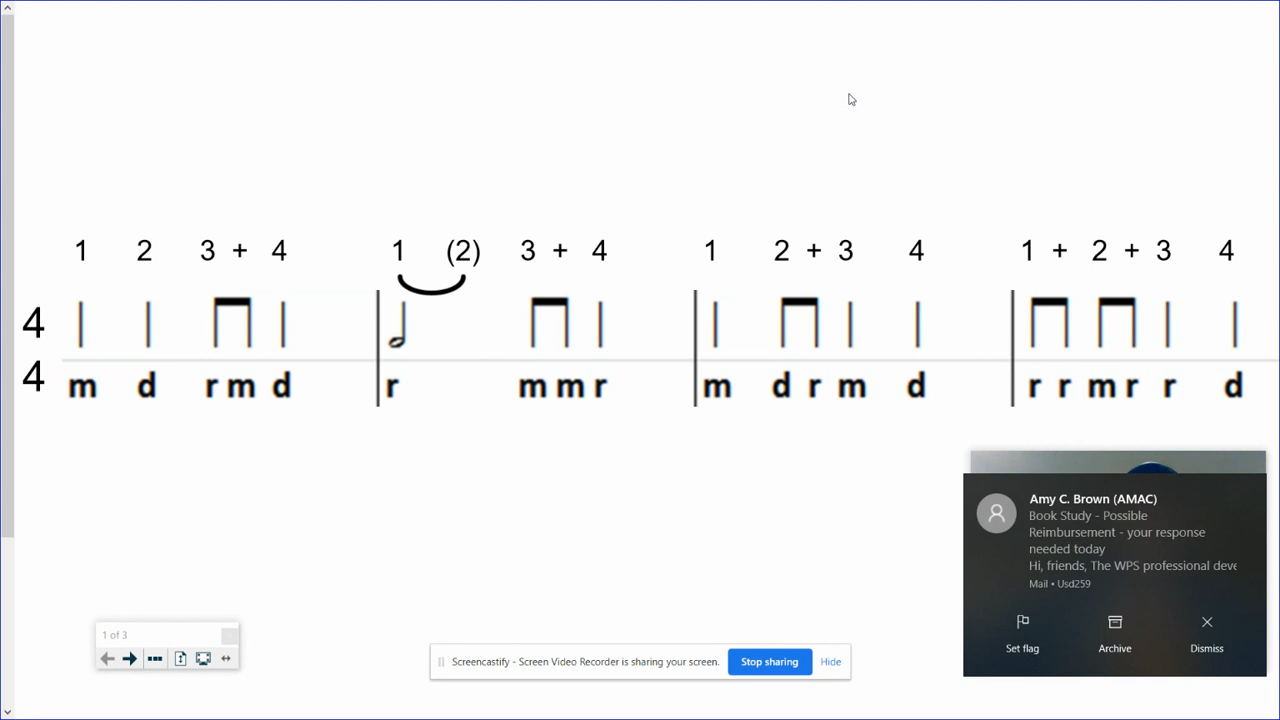 1 2 3 + 4 1 (2) 3 + 4 1 2 + 3 4 1 + 2 + 3 4
4
4 m d r m d r m m r m d r m d r r m r r d
Amy C. Brown (AMAC)
Book Study - Possible
Reimbursement - your response
needed today
Hi, friends, The WPS professional deve
Mail • Usd259
Set flag Archive Dismiss
1 of 3
Screencastify - Screen Video Recorder is sharing your screen. Stop sharing Hide